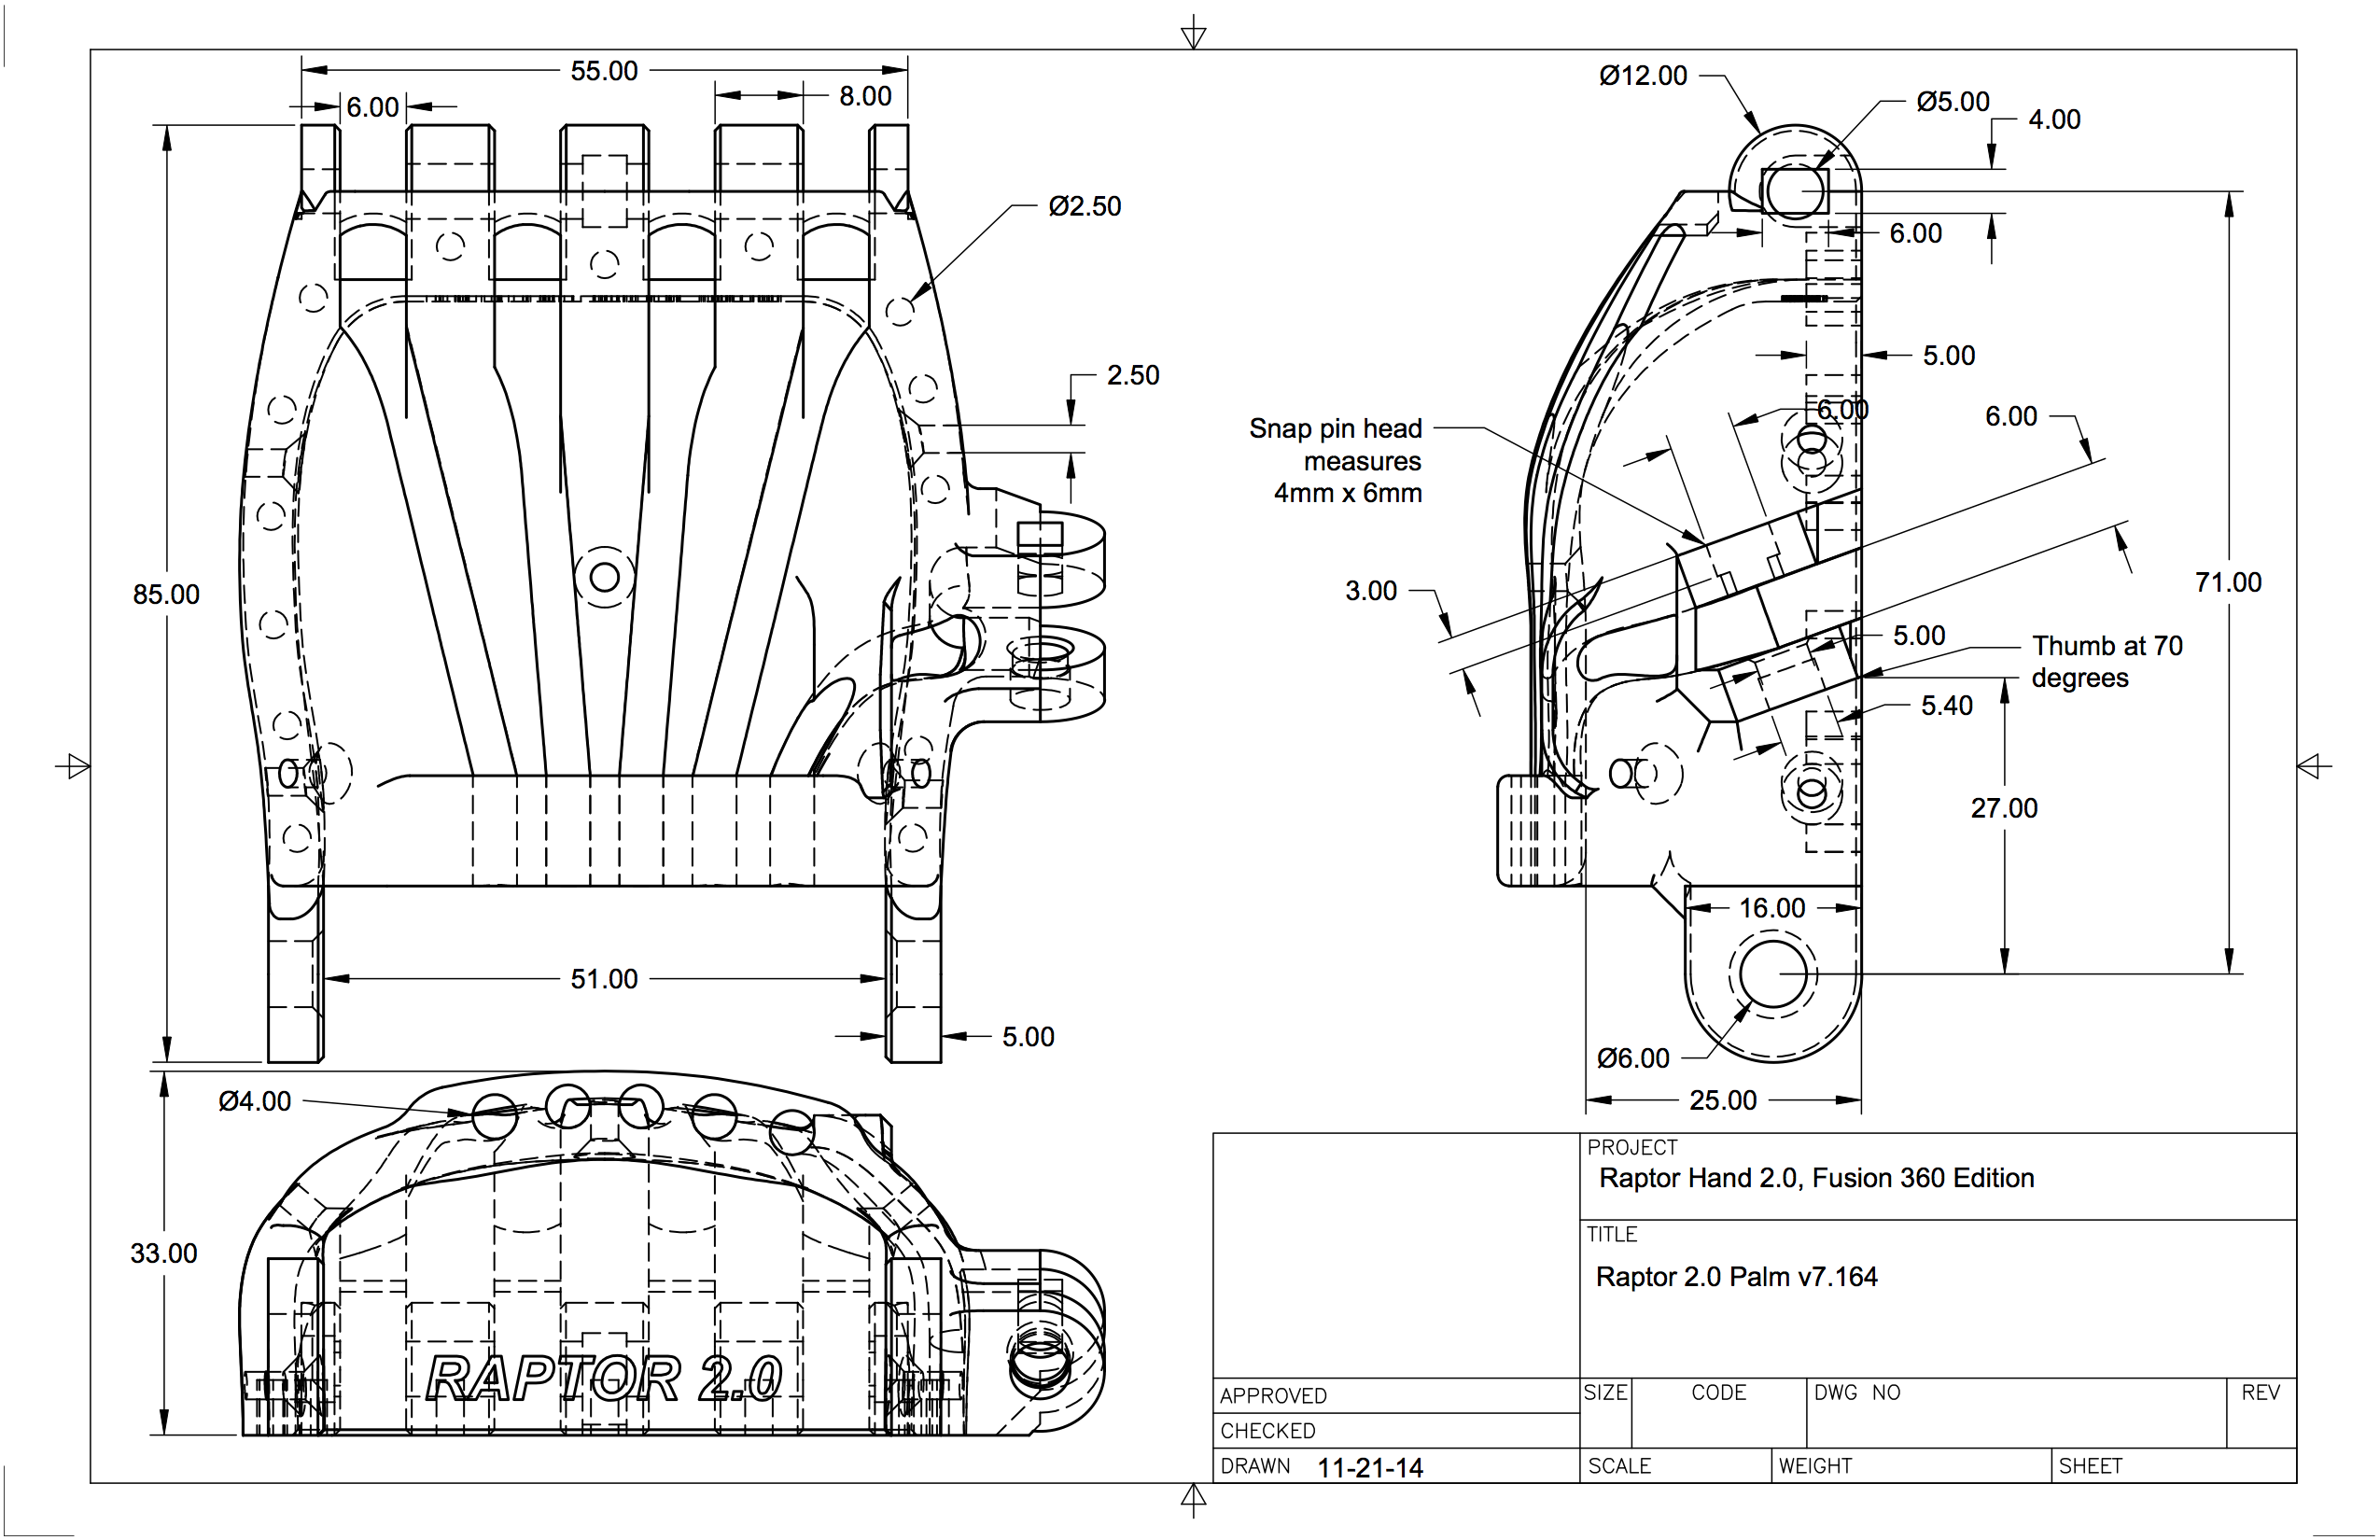 55.00
6.00
8.00
Ø2.50
2.50
85.00
51.00
5.00
Ø4.00
33.00
RAPTOR 2.0
Ø12.00
Ø5.00
4.00
6.00
5.00
6.00
6.00
Snap pin head
measures
4mm x 6mm
3.00
71.00
5.00
Thumb at 70
degrees
5.40
27.00
16.00
Ø6.00
25.00
PROJECT
Raptor Hand 2.0, Fusion 360 Edition
TITLE
Raptor 2.0 Palm v7.164
APPROVED
SIZE CODE DWG NO REV
CHECKED
DRAWN 11-21-14 SCALE WEIGHT SHEET